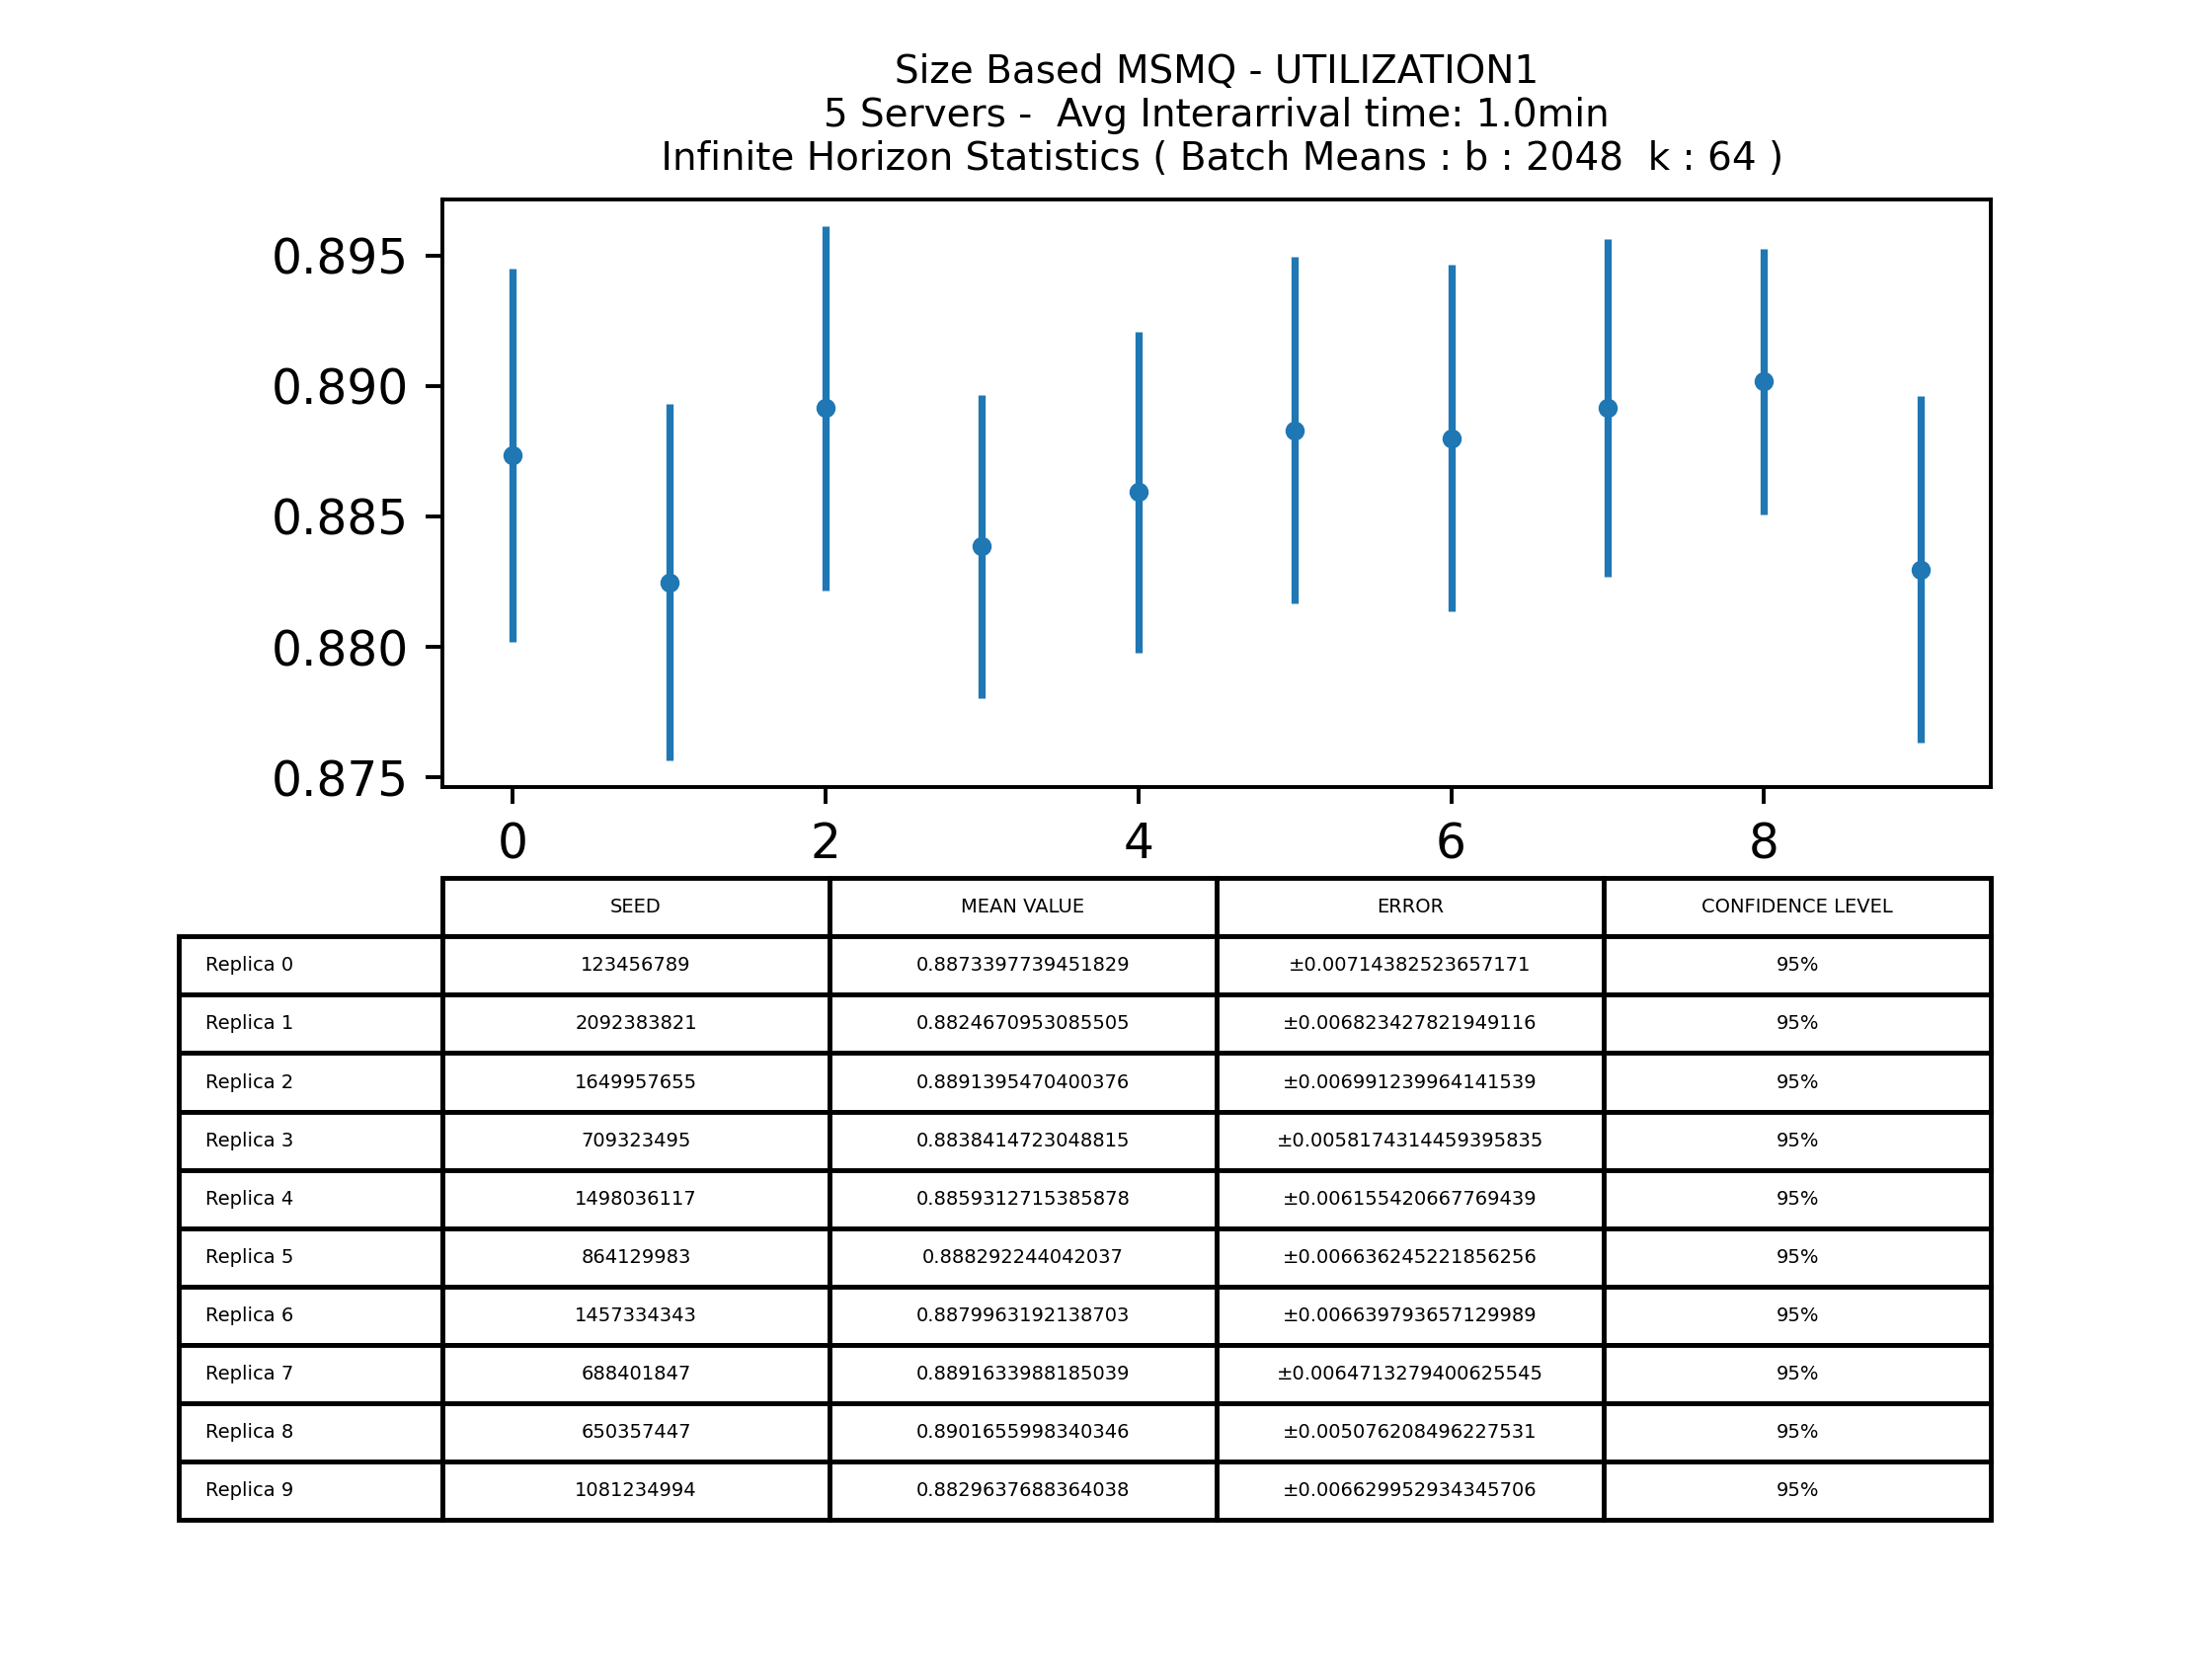 Size Based MSMQ - UTILIZATION1
5 Servers -  Avg Interarrival time: 1.0min
Infinite Horizon Statistics ( Batch Means : b : 2048  k : 64 )
0.895
0.890
0.885
0.880
0.875
0 2 4 6 8
SEED MEAN VALUE ERROR CONFIDENCE LEVEL
Replica 0 123456789 0.8873397739451829 ±0.00714382523657171 95%
Replica 1 2092383821 0.8824670953085505 ±0.006823427821949116 95%
Replica 2 1649957655 0.8891395470400376 ±0.006991239964141539 95%
Replica 3 709323495 0.8838414723048815 ±0.0058174314459395835 95%
Replica 4 1498036117 0.8859312715385878 ±0.006155420667769439 95%
Replica 5 864129983 0.888292244042037 ±0.006636245221856256 95%
Replica 6 1457334343 0.8879963192138703 ±0.006639793657129989 95%
Replica 7 688401847 0.8891633988185039 ±0.0064713279400625545 95%
Replica 8 650357447 0.8901655998340346 ±0.005076208496227531 95%
Replica 9 1081234994 0.8829637688364038 ±0.006629952934345706 95%